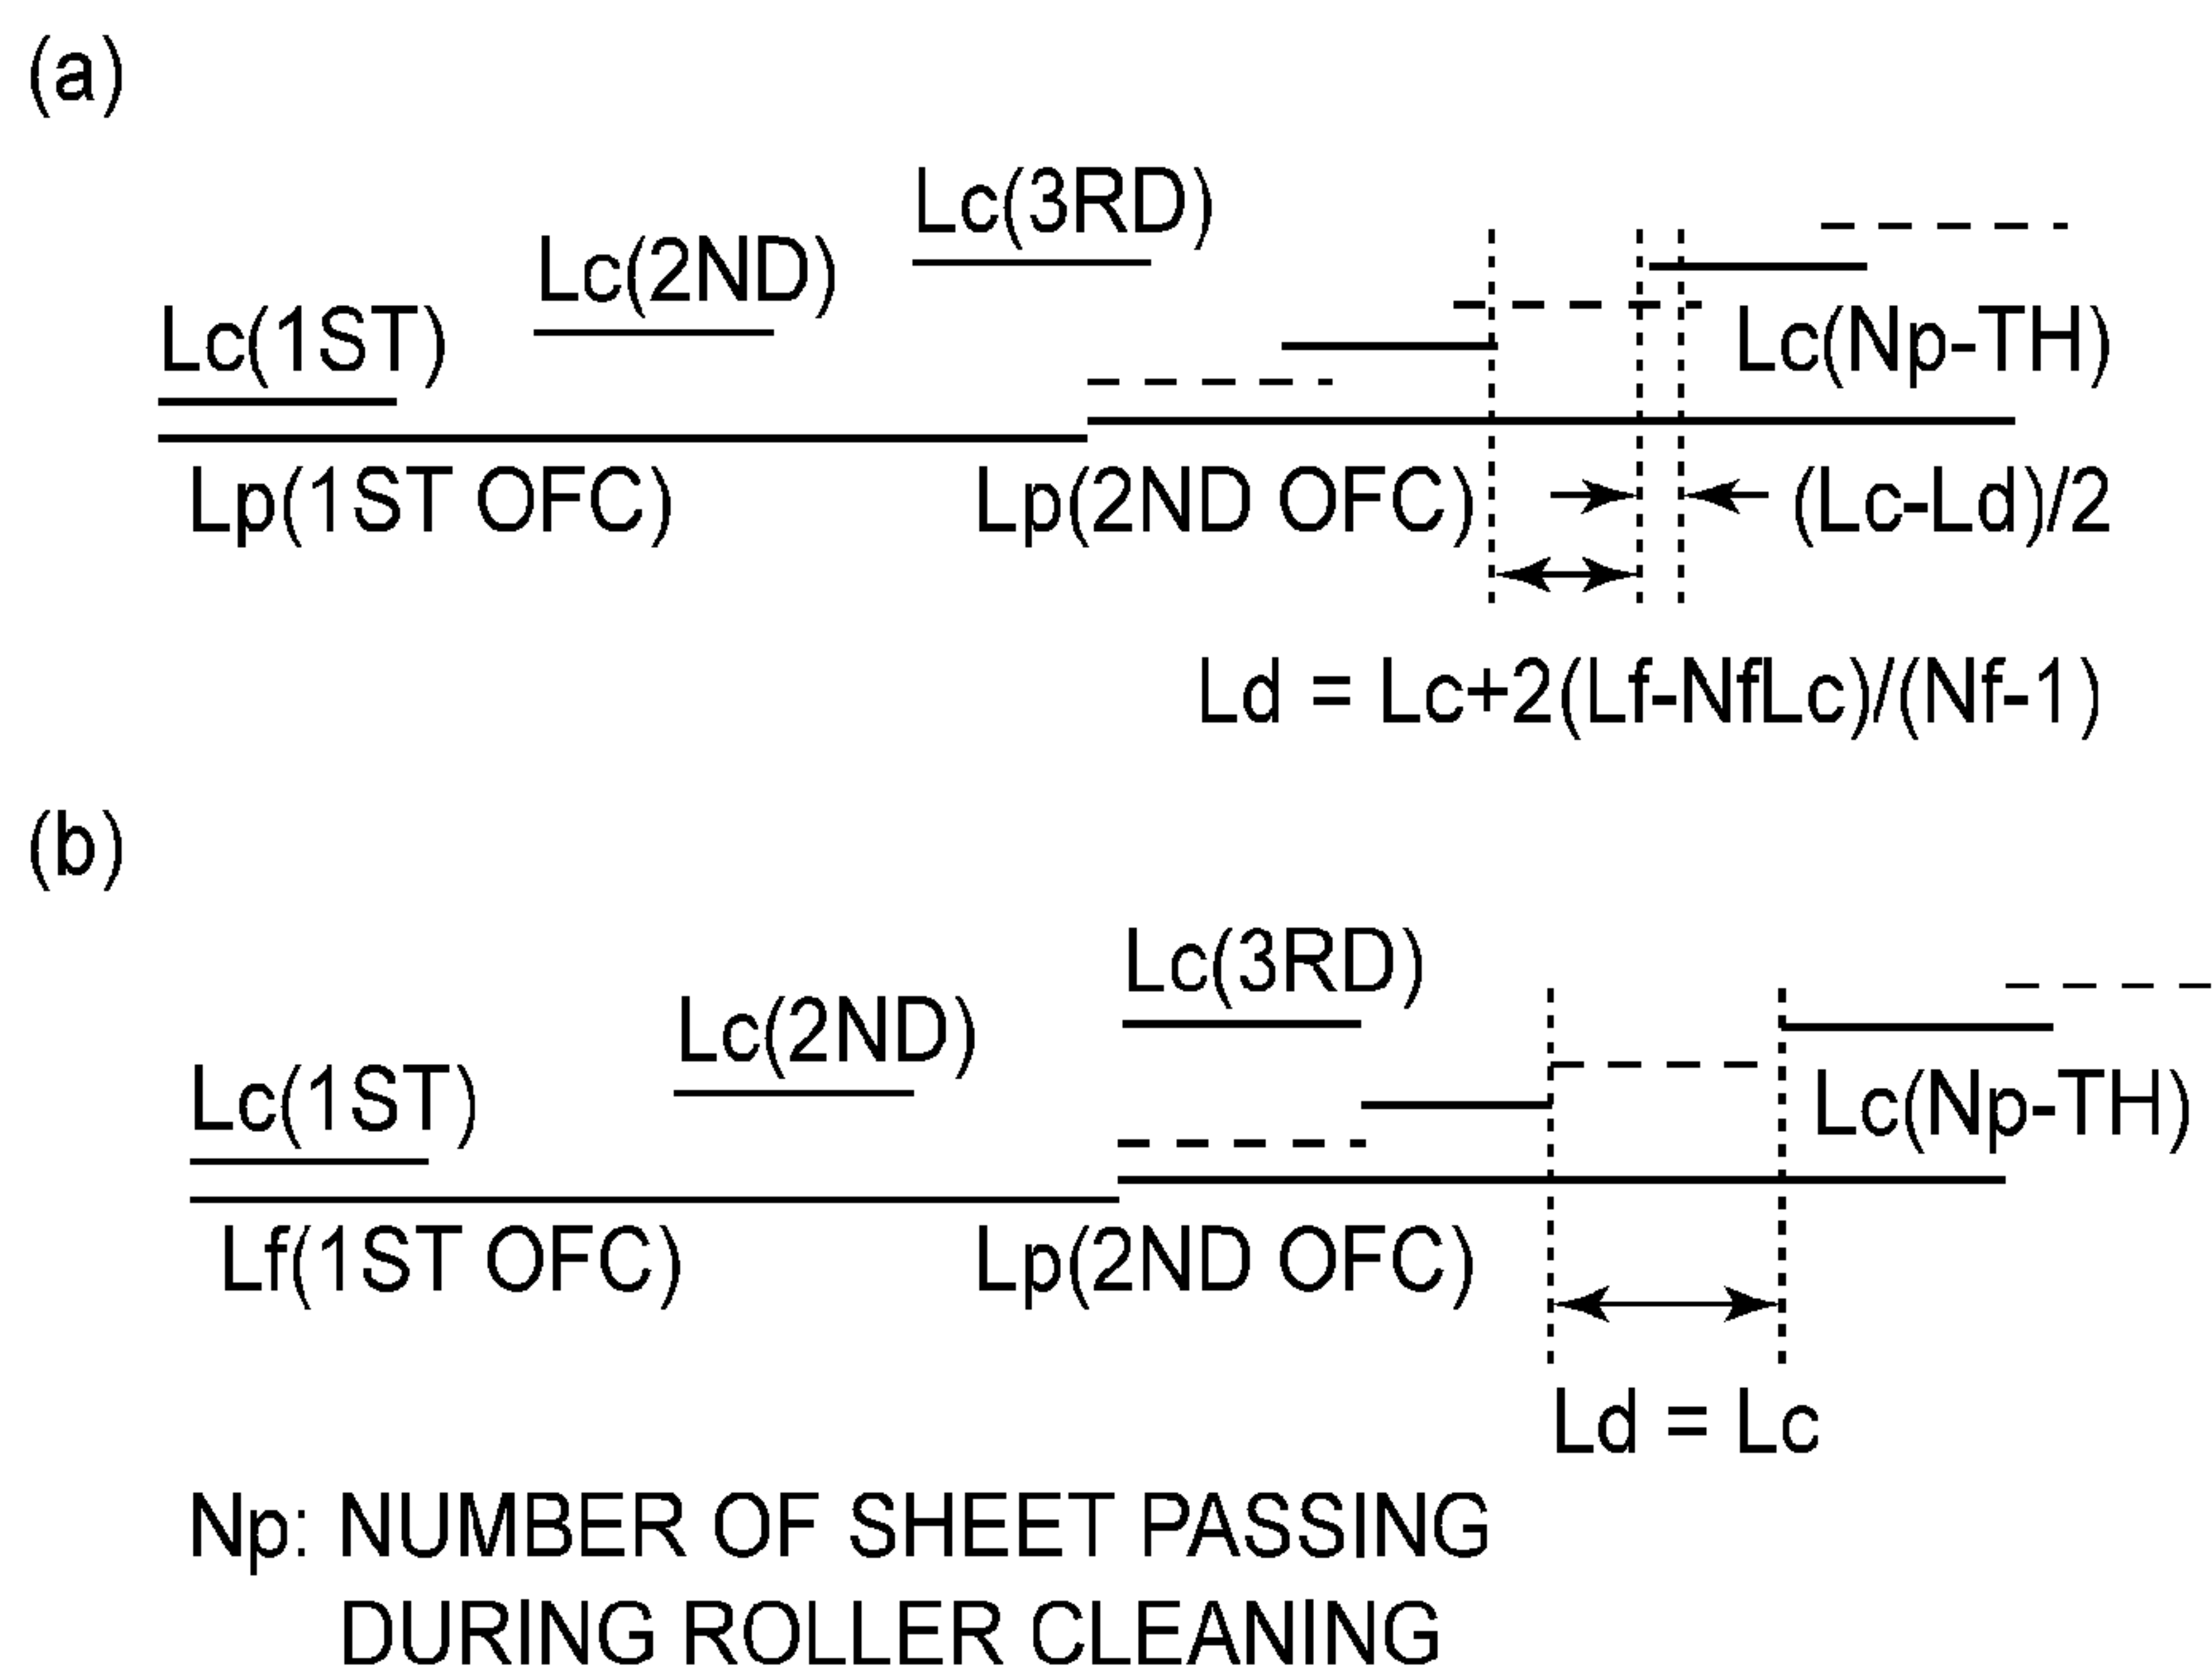 (a)
Lc(3RD)
Lc(2ND)
Lc(1ST)
Lc(Np-TH)
Lp(1ST OFC)
Lp(2ND OFC)
(Lc-Ld)/2
Ld = Lc+2(Lf-NfLc)/(Nf-1)
(b)
Lc(3RD)
Lc(2ND)
Lc(1ST)
Lc(Np-TH)
Lf(1ST OFC)
Lp(2ND OFC)
Ld = Lc
Np: NUMBER OF SHEET PASSING
DURING ROLLER CLEANING